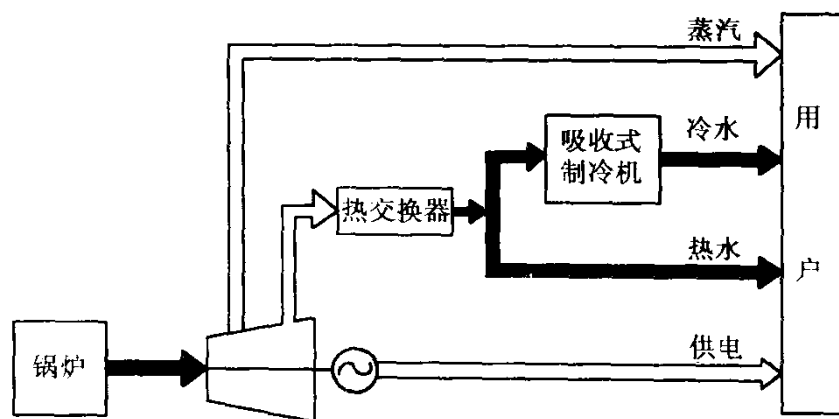 蒸汽
用
冷水
吸收式
制冷机
热交换器
热水
户
锅炉
供电